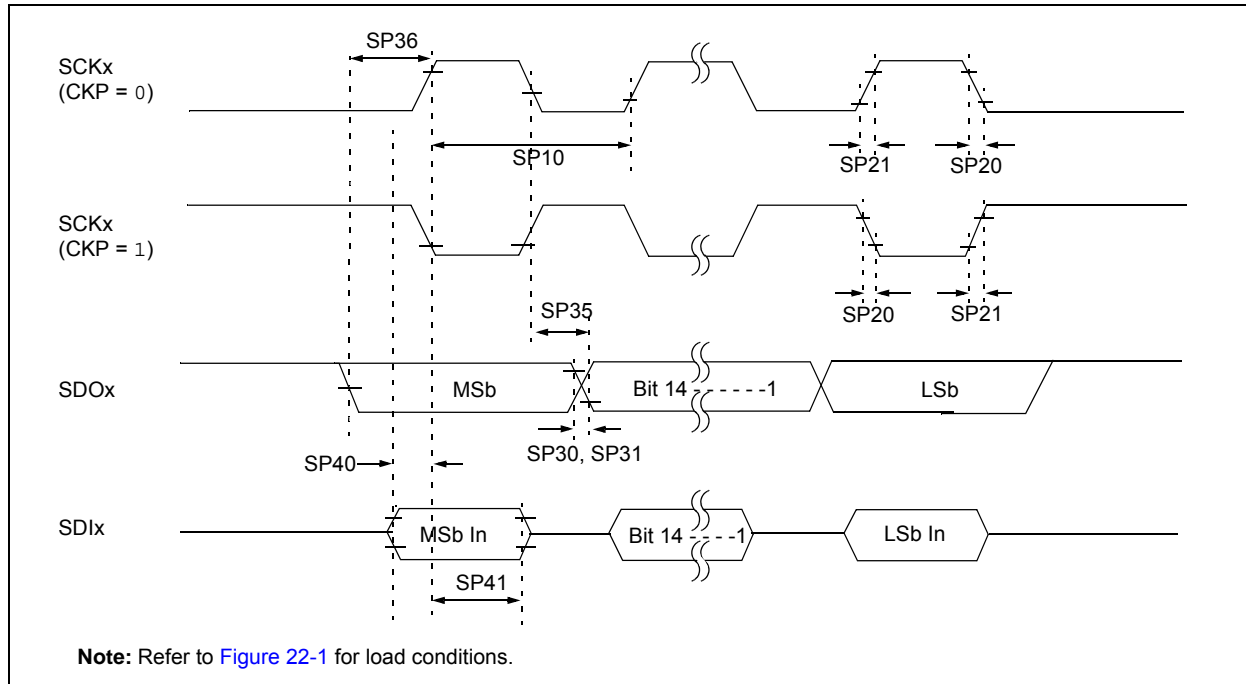 SP36
SCKx
(CKP = 0)
SP10
SP21
SP20
SCKx
(CKP = 1)
SP35
SP20
SP21
SDOx
MSb
Bit 14 - - - - - -1
LSb
SP30, SP31
SP40
SDIx
MSb In
Bit 14 - - - - -1
LSb In
SP41
Note: Refer to Figure 22-1 for load conditions.